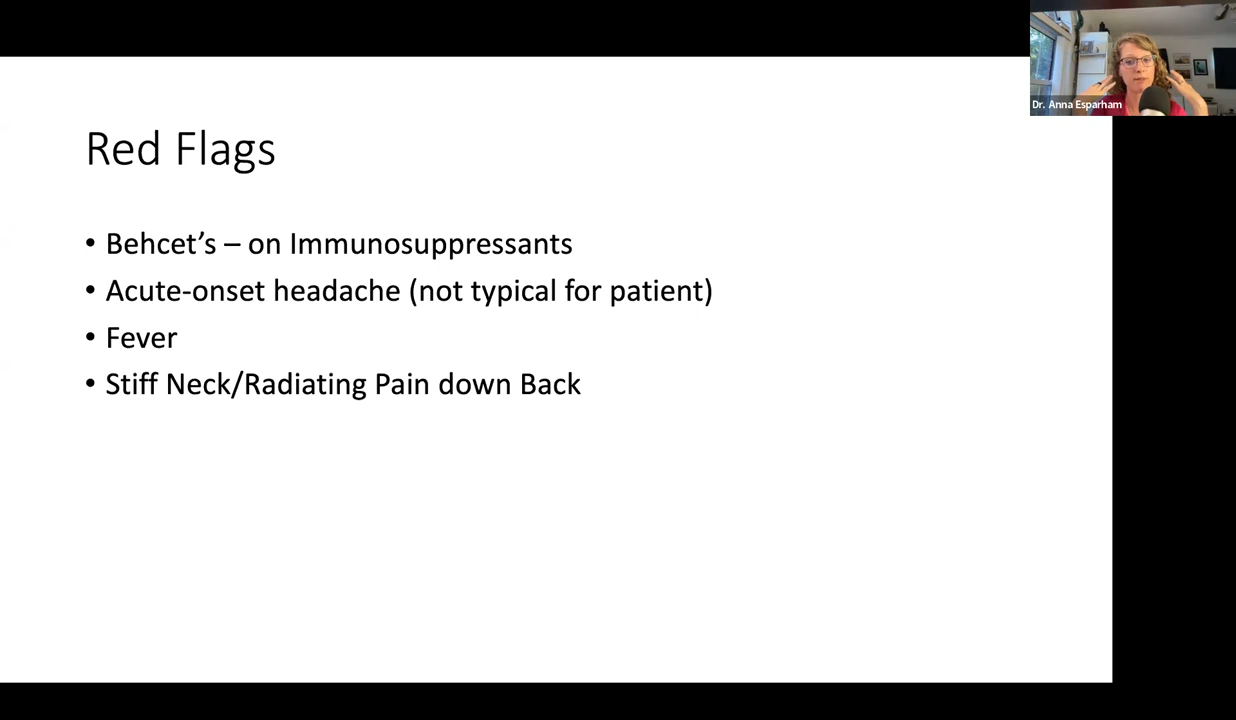 Dr. Anna Esparham
Red Flags
• Behcet’s – on Immunosuppressants
• Acute-onset headache (not typical for patient)
• Fever
• Stiff Neck/Radiating Pain down Back